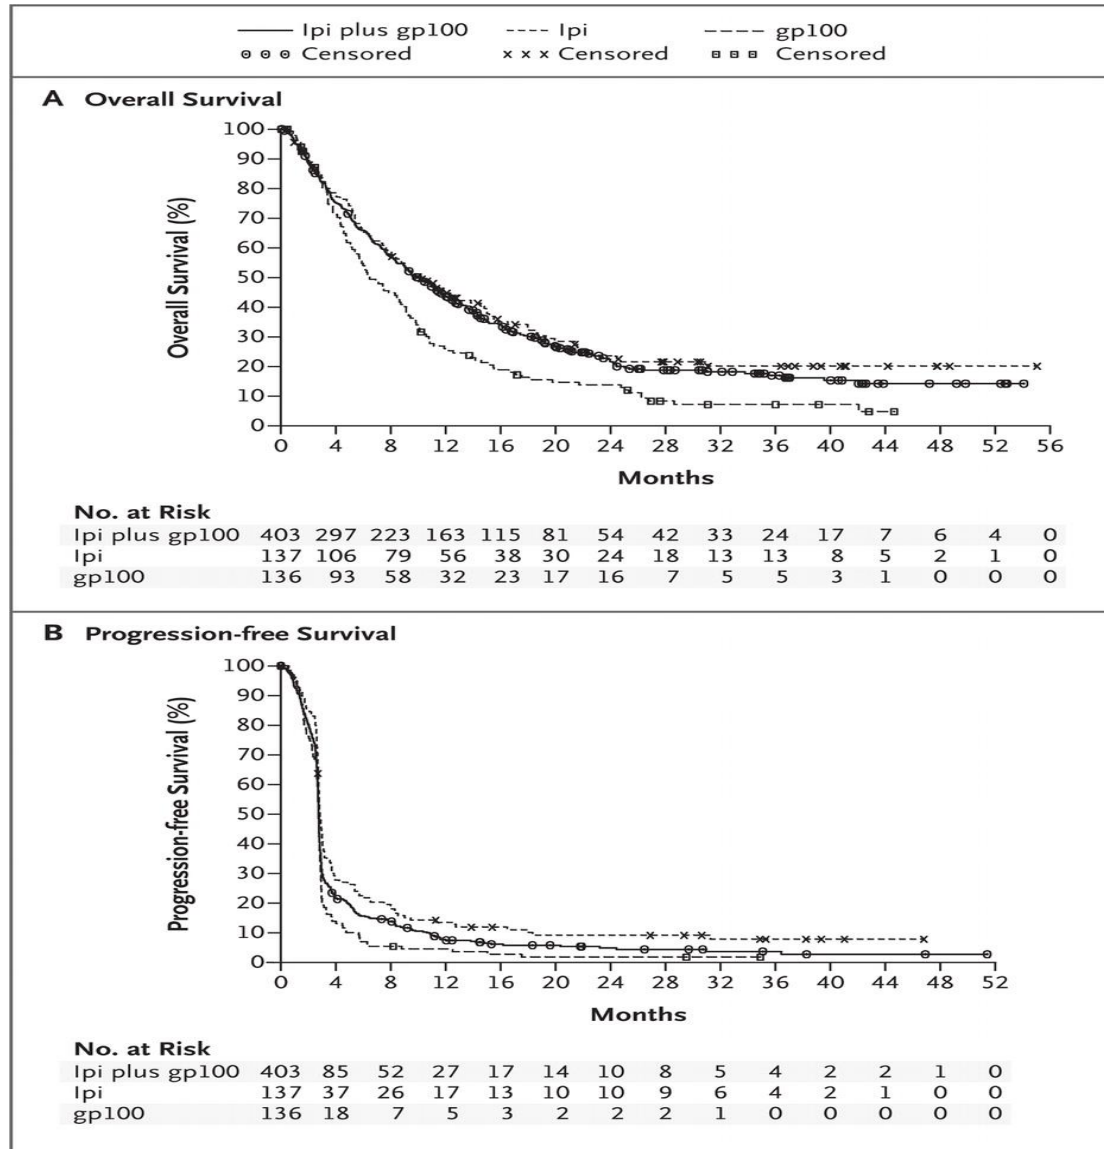 Ipi plus gp100 Ipi gp100
Censored Censored Censored
A Overall Survival
100
90
80
70
60
50
40
30
20
10
0
Overall Survival (%)
0 4 8 12 16 20 24 28 32 36 40 44 48 52 56
Months
No. at Risk
Ipi plus gp100 403 297 223 163 115 81 54 42 33 24 17 7 6 4 0
Ipi 137 106 79 56 38 30 24 18 13 13 8 5 2 1 0
gp100 136 93 58 32 23 17 16 7 5 5 3 1 0 0 0
B Progression-free Survival
100
90
80
70
60
50
40
30
20
10
0
Progression-free Survival (%)
0 4 8 12 16 20 24 28 32 36 40 44 48 52
Months
No. at Risk
Ipi plus gp100 403 85 52 27 17 14 10 8 5 4 2 2 1 0
Ipi 137 37 26 17 13 10 10 9 6 4 2 1 0 0
gp100 136 18 7 5 3 2 2 2 1 0 0 0 0 0